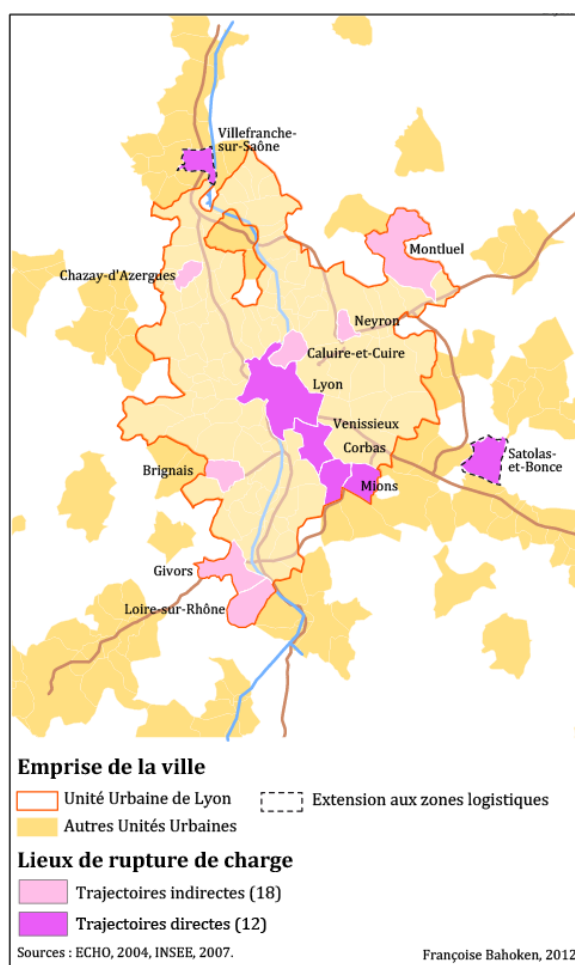 Villefranche-
sur-Saône
Montluel
Chazay-d'Azergues
Neyron
Caluire-et-Cuire
Lyon
Venissieux
Corbas
Satolas-
et-Bonce
Brignais
Mions
Givors
Loire-sur-Rhône
Emprise de la ville
Unité Urbaine de Lyon
Extension aux zones logistiques
Autres Unités Urbaines
Lieux de rupture de charge
Trajectoires indirectes (18)
Trajectoires directes (12)
Sources : ECHO, 2004, INSEE, 2007.
Françoise Bahoken, 2012